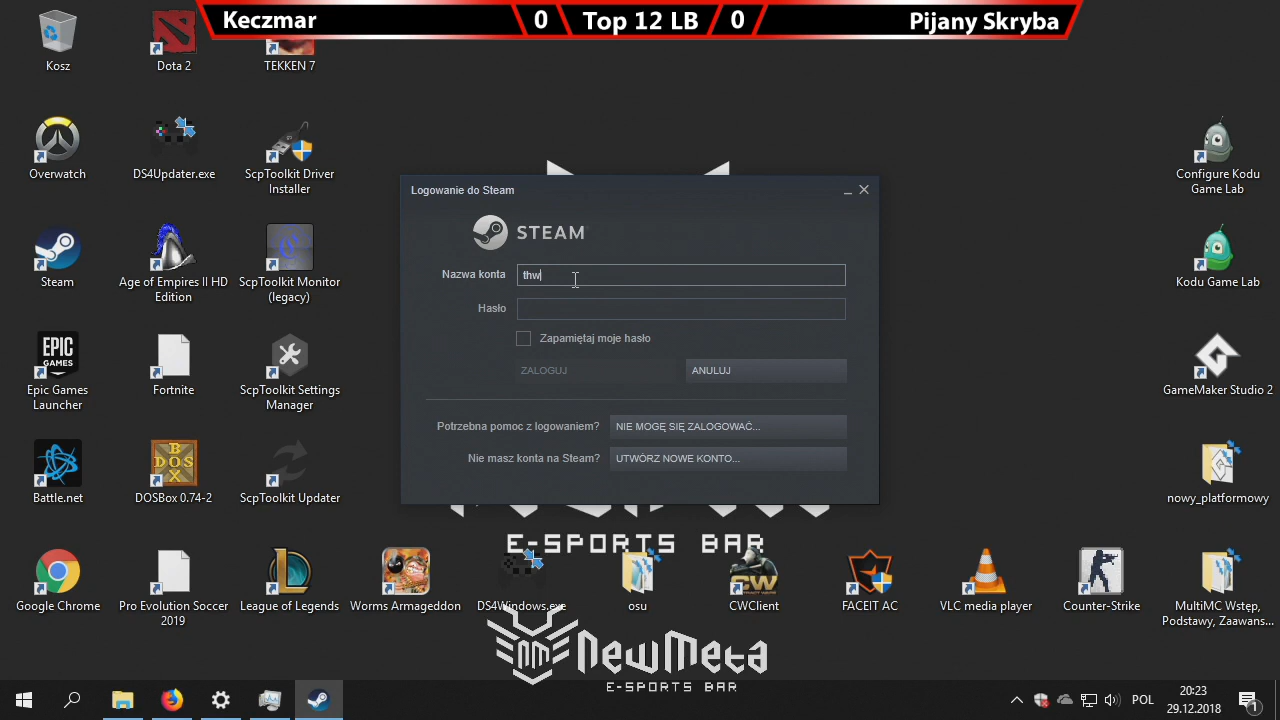 Keczmar
0
Top 12 LB
0
Pijany Skryba
Kosz
Dota 2
TEKKEN 7
Overwatch
DS4Updater.exe
ScpToolkit Driver
Installer
Configure Kodu
Game Lab
Logowanie do Steam
STEAM
Nazwa konta
thw
Hasło
Zapamiętaj moje hasło
ZALOGUJ
ANULUJ
Potrzebna pomoc z logowaniem?
NIE MOGĘ SIĘ ZALOGOWAĆ...
Nie masz konta na Steam?
UTWÓRZ NOWE KONTO...
Steam
Age of Empires II HD
Edition
ScpToolkit Monitor
(legacy)
Kodu Game Lab
EPIC
GAMES
Epic Games
Launcher
Fortnite
ScpToolkit Settings
Manager
GameMaker Studio 2
Battle.net
DOSBox 0.74-2
ScpToolkit Updater
nowy_platformowy
E-SPORTS BAR
Google Chrome
Pro Evolution Soccer
2019
League of Legends
Worms Armageddon
DS4Windows.exe
osu
CWClient
FACEIT AC
VLC media player
Counter-Strike
MultiMC Wstęp,
Podstawy, Zaawans...
NewMeta
E-SPORTS BAR
POL
20:23
29.12.2018
1